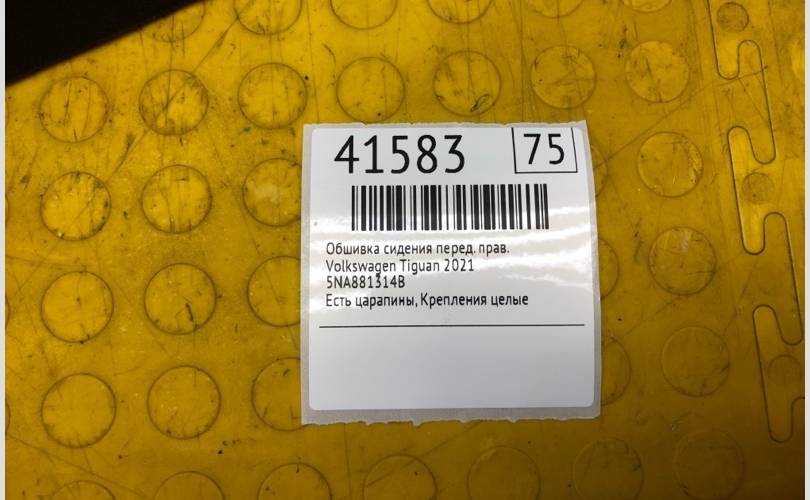 41583 75
Обшивка сидения перед. прав.
Volkswagen Tiguan 2021
5NA881314B
Есть царапины, Крепления целые